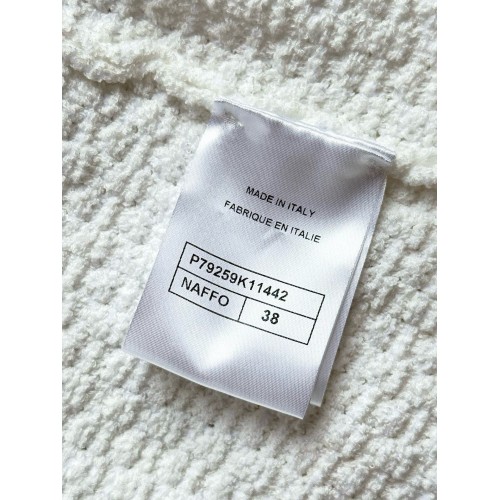 MADE IN ITALY
FABRIQUE EN ITALIE
P79259K11442
NAFFO 38